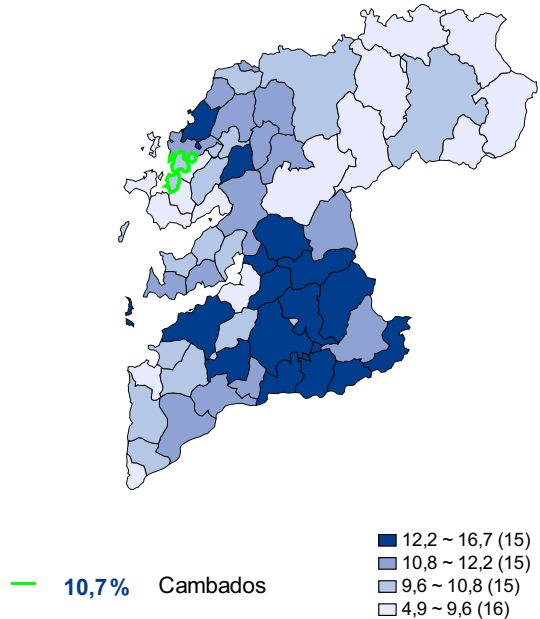 12,2 ~ 16,7 (15)
10,8 ~ 12,2 (15)
9,6 ~ 10,8 (15)
4,9 ~ 9,6 (16)
10,7% Cambados